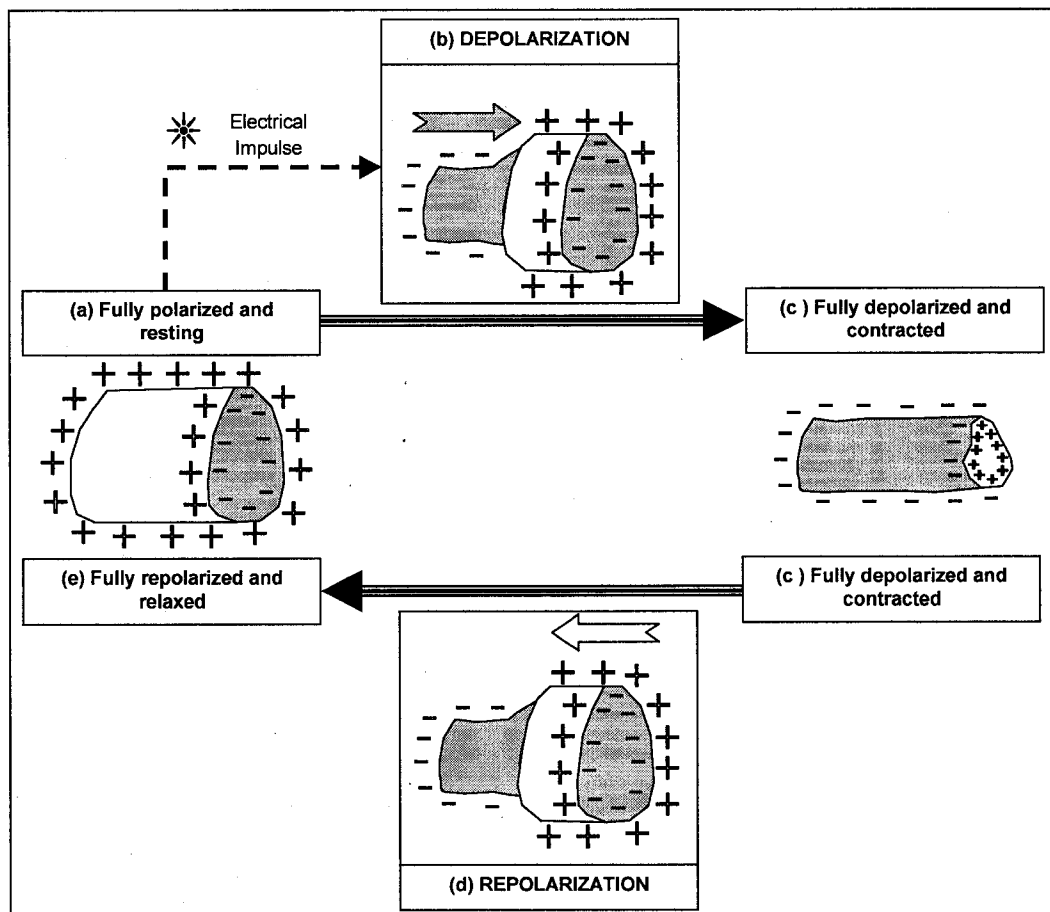 (b) DEPOLARIZATION
Electrical
Impulse
(a) Fully polarized and
resting
(c ) Fully depolarized and
contracted
(e) Fully repolarized and
relaxed
(c ) Fully depolarized and
contracted
(d) REPOLARIZATION